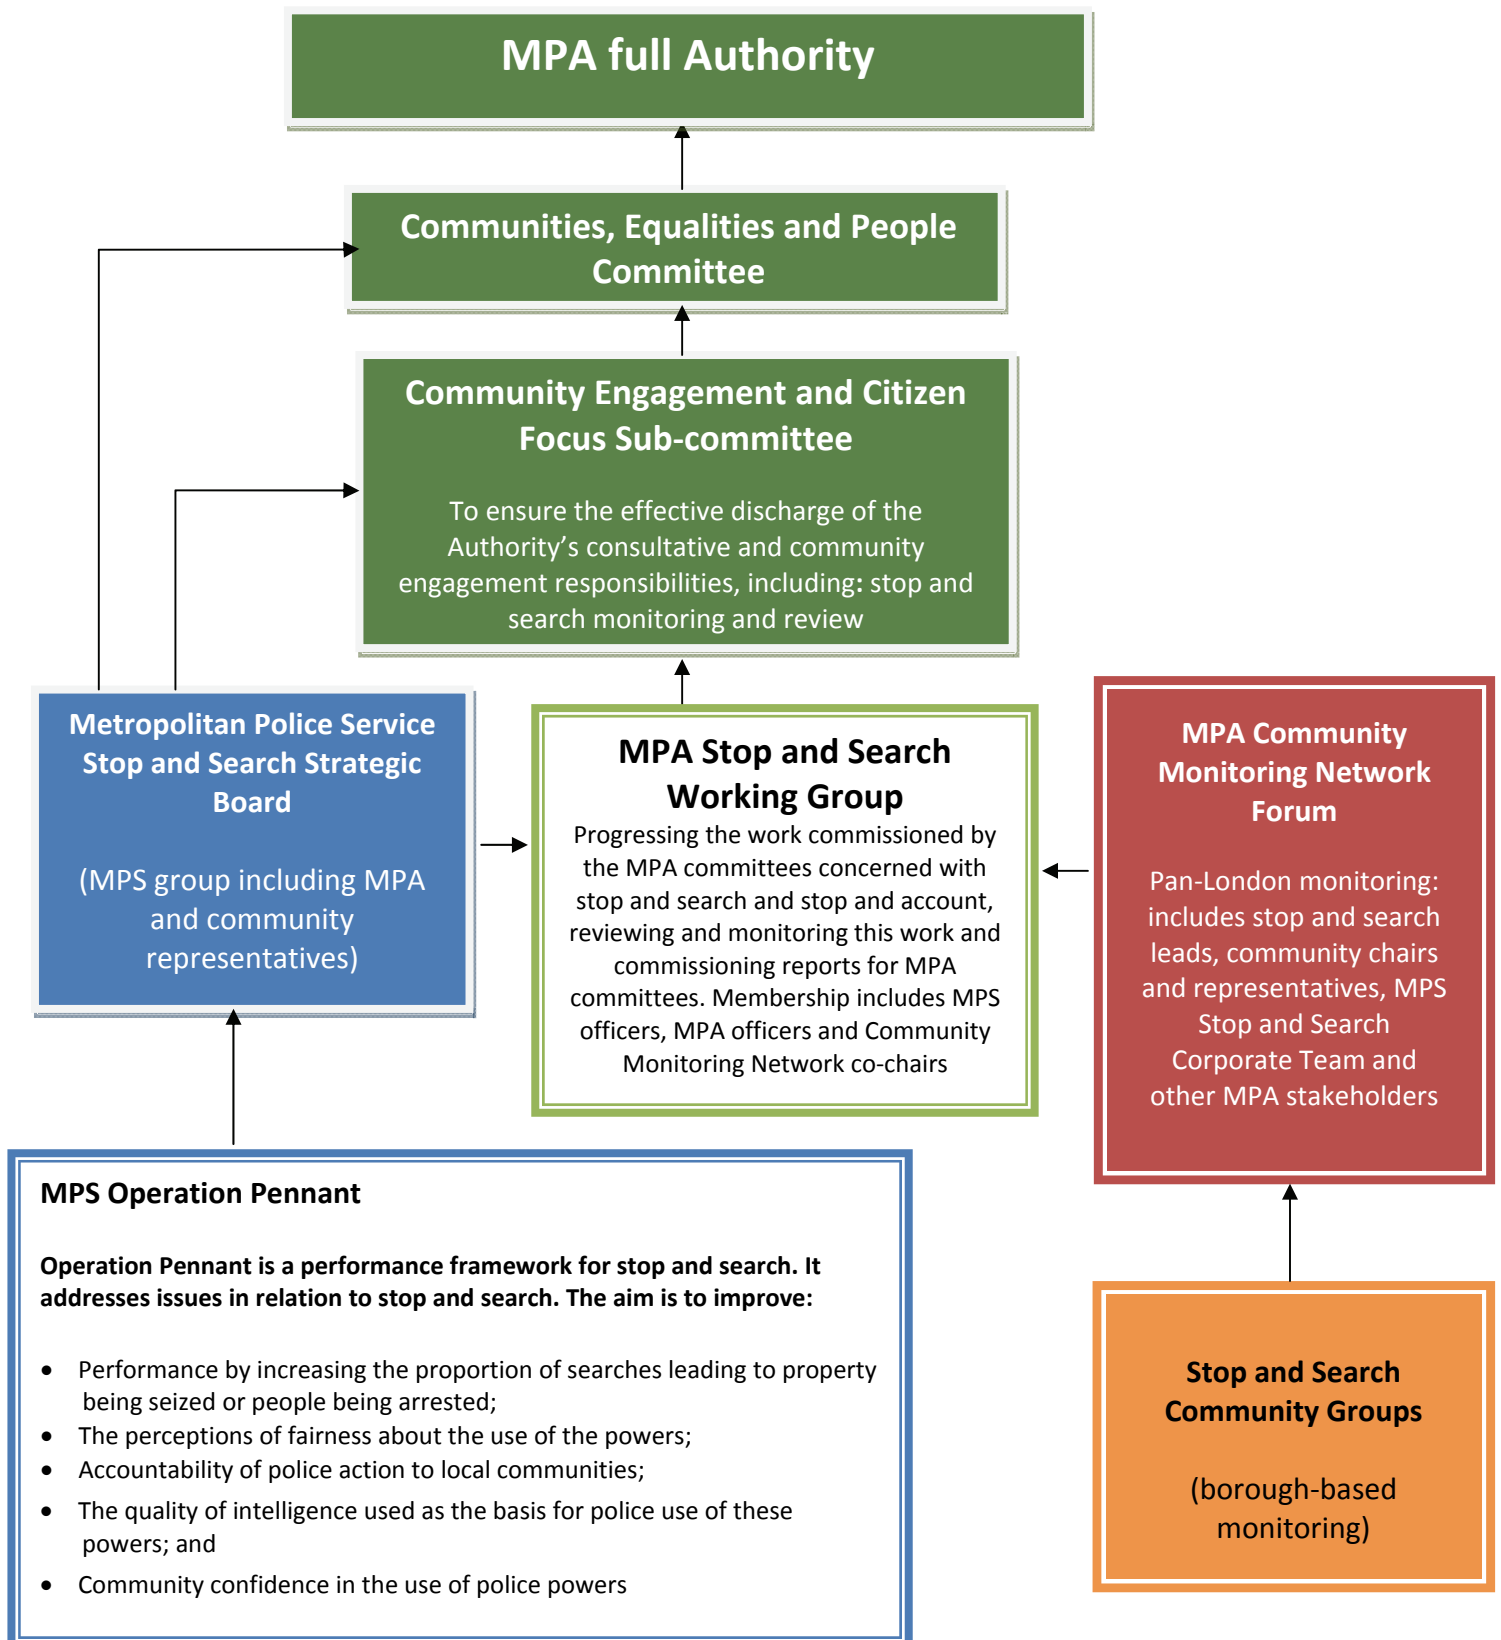 MPA full Authority
Communities, Equalities and People
Committee
Community Engagement and Citizen
Focus Sub-committee
To ensure the effective discharge of the
Authority’s consultative and community
engagement responsibilities, including: stop and
search monitoring and review
Metropolitan Police Service
Stop and Search Strategic
Board
(MPS group including MPA
and community
representatives)
MPA Stop and Search
Working Group
Progressing the work commissioned by
the MPA committees concerned with
stop and search and stop and account,
reviewing and monitoring this work and
commissioning reports for MPA
committees. Membership includes MPS
officers, MPA officers and Community
Monitoring Network co-chairs
MPA Community
Monitoring Network
Forum
Pan-London monitoring:
includes stop and search
leads, community chairs
and representatives, MPS
Stop and Search
Corporate Team and
other MPA stakeholders
MPS Operation Pennant
Operation Pennant is a performance framework for stop and search. It
addresses issues in relation to stop and search. The aim is to improve:
• Performance by increasing the proportion of searches leading to property
being seized or people being arrested;
• The perceptions of fairness about the use of the powers;
• Accountability of police action to local communities;
• The quality of intelligence used as the basis for police use of these
powers; and
• Community confidence in the use of police powers
Stop and Search
Community Groups
(borough-based
monitoring)